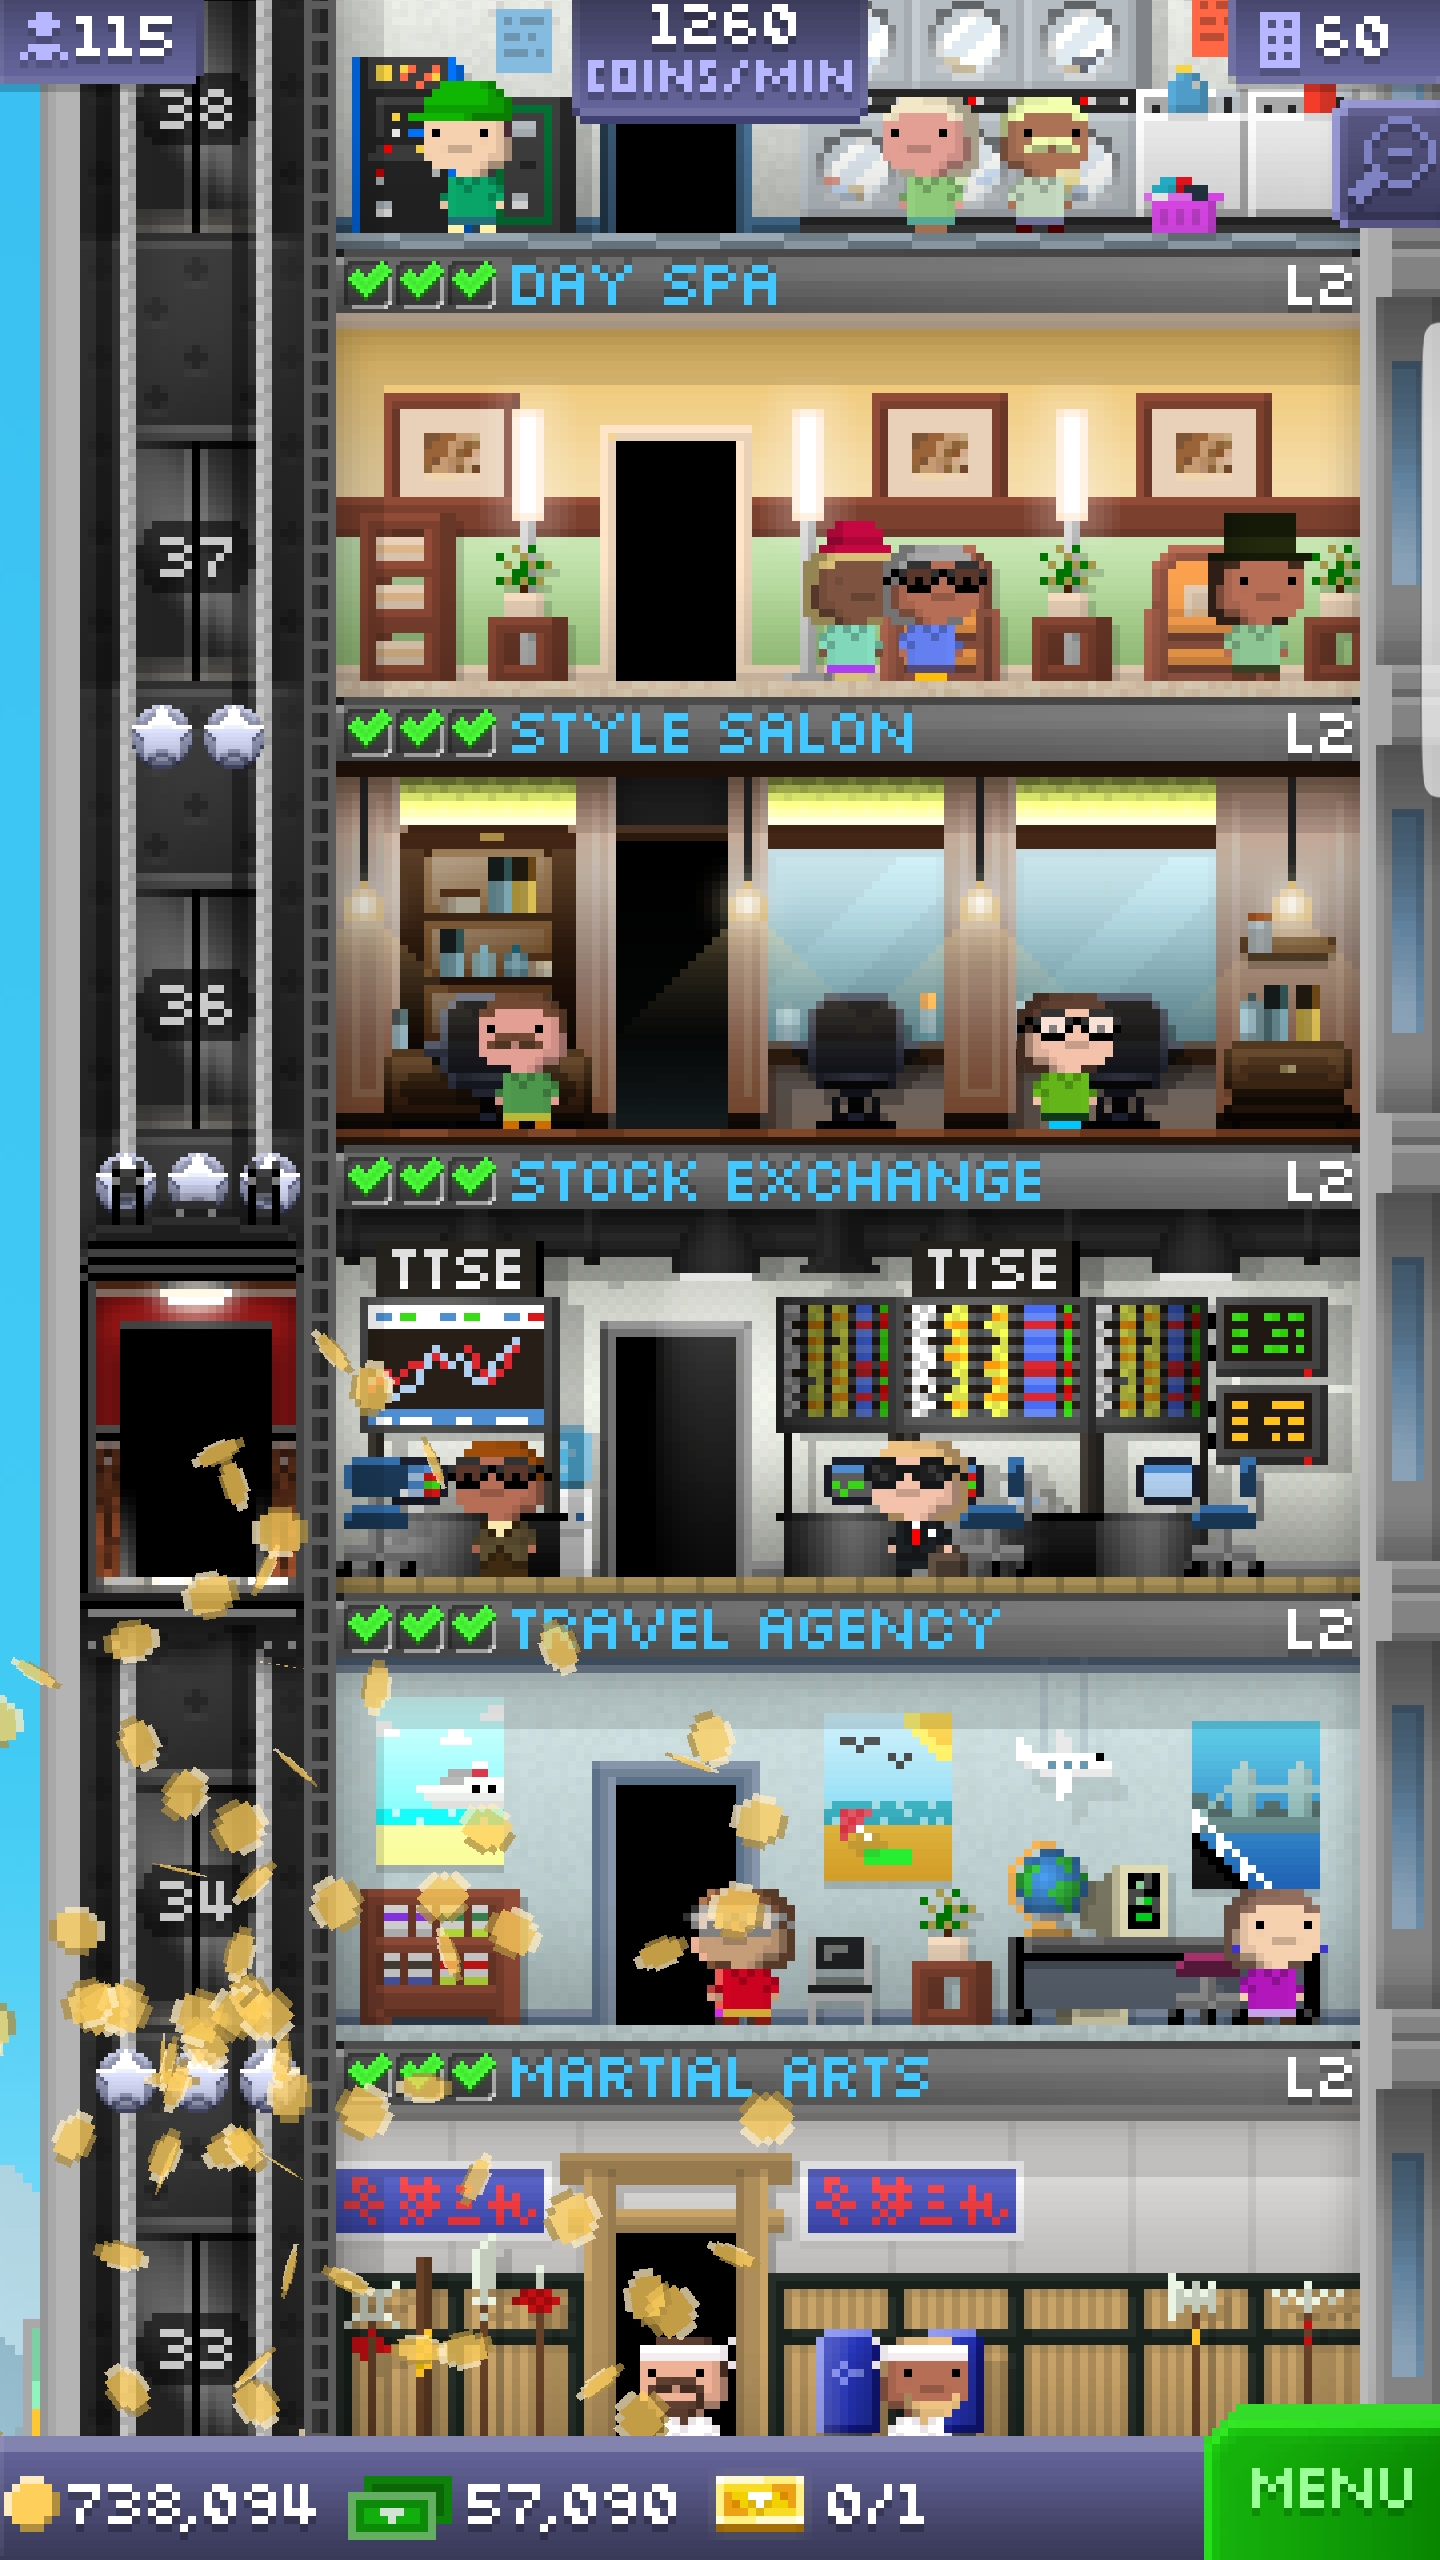 115
1260
COINS/MIN
60
38
DAY SPA L2
37
STYLE SALON L2
36
STOCK EXCHANGE L2
TTSE TTSE
TRAVEL AGENCY L2
34
MARTIAL ARTS L2
33
738,094 57,090 0/1
MENU